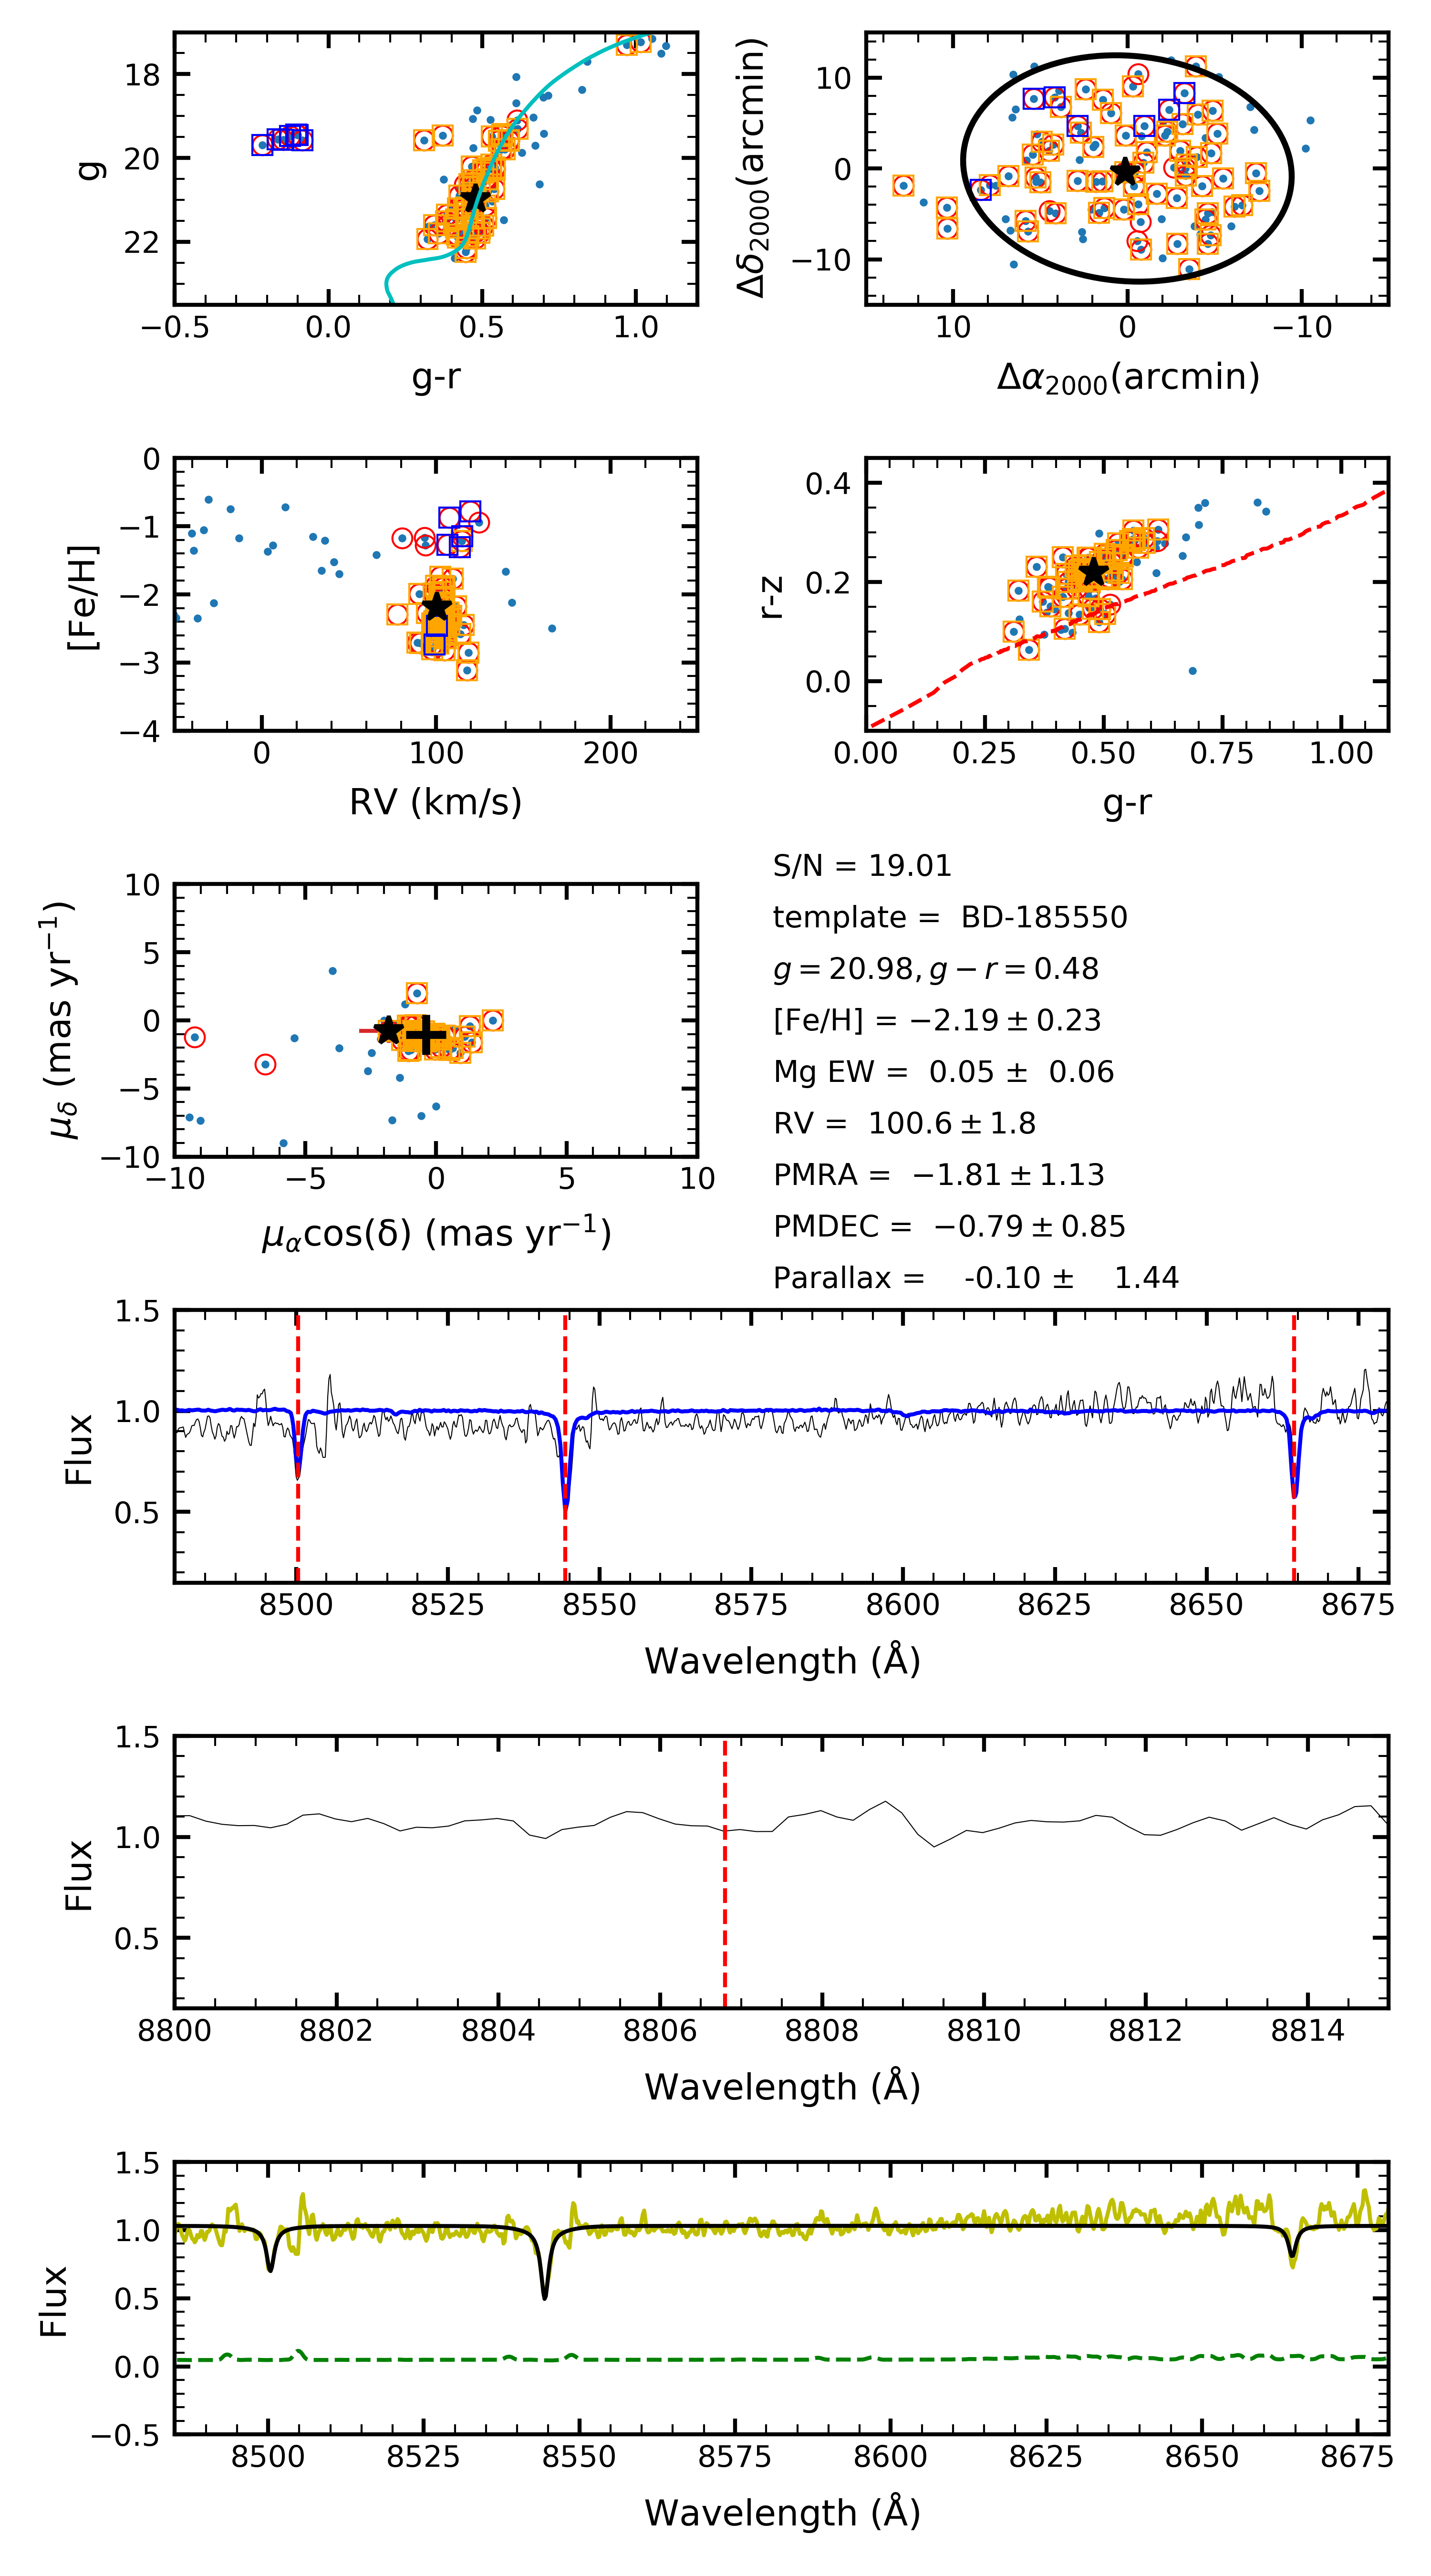 18
20
22
g
−0.5
0.0
0.5
1.0
g-r
10
0
−10
Δδ2000(arcmin)
10
0
−10
Δα2000(arcmin)
0
−1
−2
−3
−4
[Fe/H]
0
100
200
RV (km/s)
0.4
0.2
0.0
r-z
0.00
0.25
0.50
0.75
1.00
g-r
10
5
0
−5
−10
μδ (mas yr−1)
−10
−5
0
5
10
μαcos(δ) (mas yr−1)
S/N = 19.01
template = BD-185550
g = 20.98, g − r = 0.48
[Fe/H] = −2.19 ± 0.23
Mg EW = 0.05 ± 0.06
RV = 100.6 ± 1.8
PMRA = −1.81 ± 1.13
PMDEC = −0.79 ± 0.85
Parallax = -0.10 ± 1.44
1.5
1.0
0.5
Flux
8500
8525
8550
8575
8600
8625
8650
8675
Wavelength (Å)
1.5
1.0
0.5
Flux
8800
8802
8804
8806
8808
8810
8812
8814
Wavelength (Å)
1.5
1.0
0.5
0.0
−0.5
Flux
8500
8525
8550
8575
8600
8625
8650
8675
Wavelength (Å)